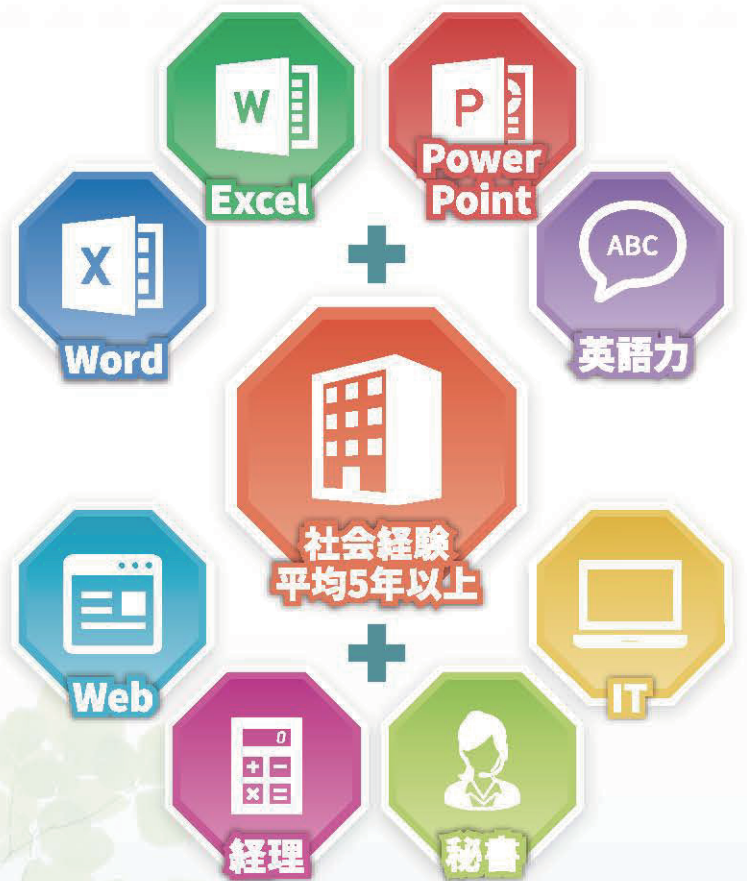 W
Excel
P
Power
Point
X
Word
ABC
英語力
社会経験
平均5年以上
Web
IT
0
+ -
× =
経理
秘書